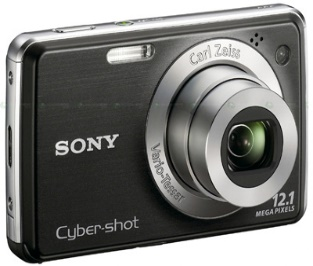 Carl Zeiss
SONY
Vario-Tessar
12.1
MEGA PIXELS
Cyber-shot